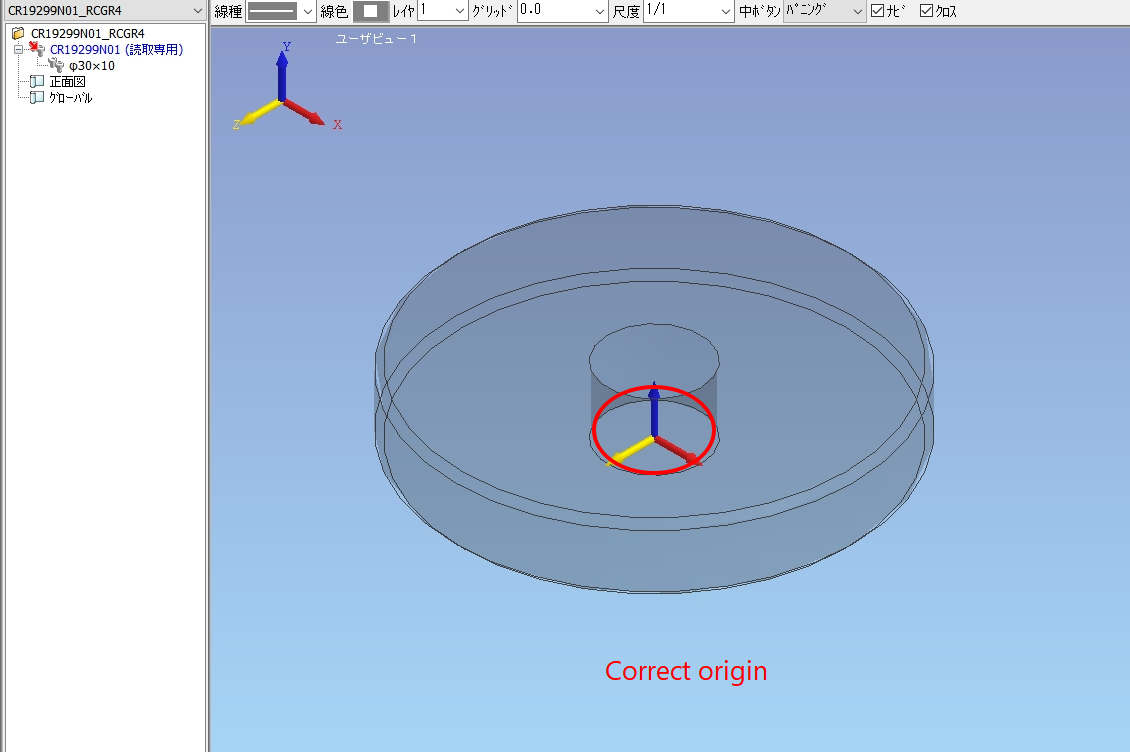 CR19299N01_RCGR4
線種
線色
ﾚｲﾔ 1
ｸﾞﾘｯﾄﾞ 0.0
尺度 1/1
中ﾎﾞﾀﾝ ﾊﾟﾆﾝｸﾞ
ﾅﾋﾞ
ｸﾛｽ
CR19299N01_RCGR4
CR19299N01 (読取専用)
φ30×10
正面図
ｸﾞﾛｰﾊﾞﾙ
ユーザビュー１
Y
Z
X
Correct origin